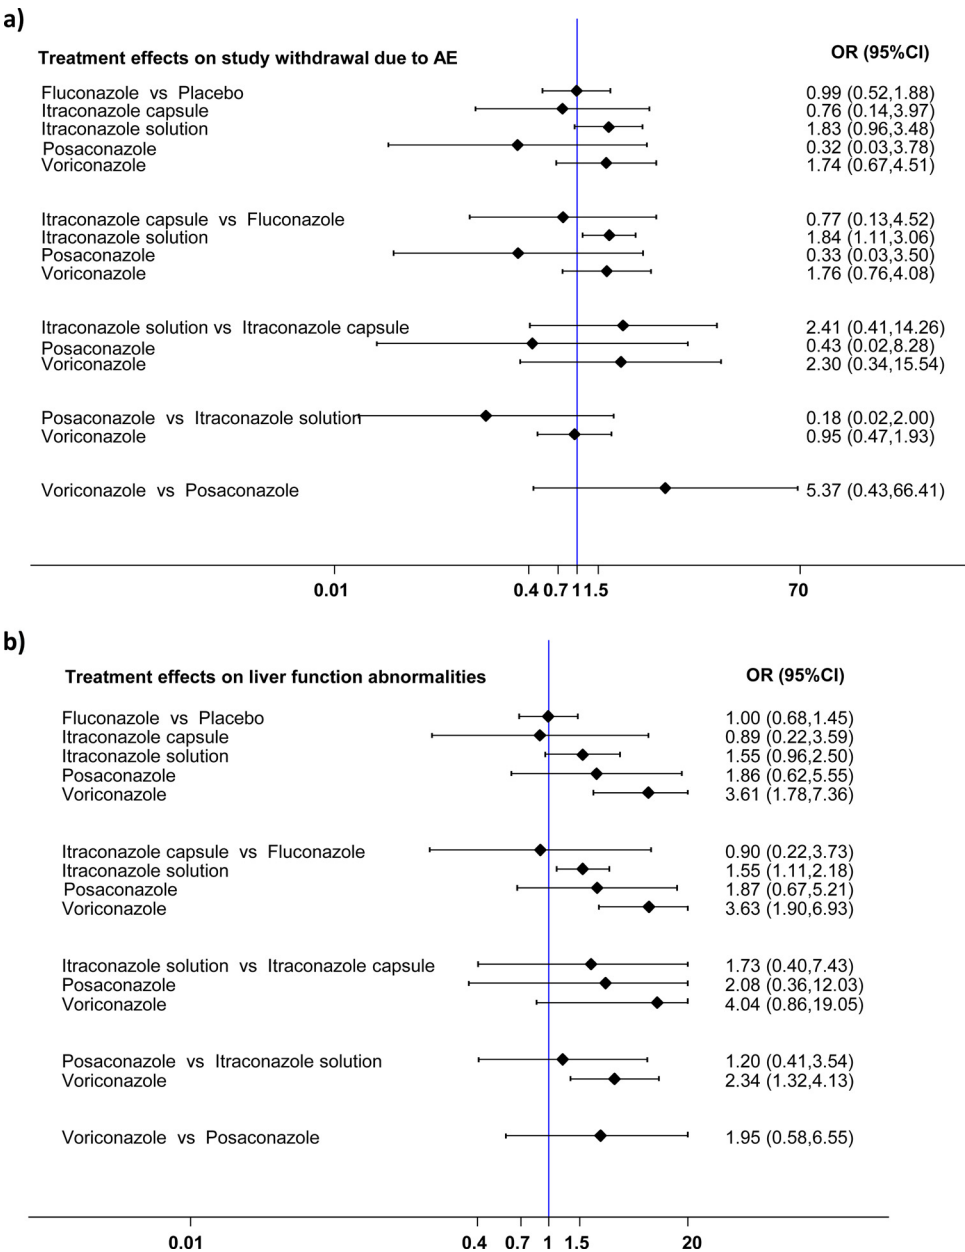 a)
Treatment effects on study withdrawal due to AE OR (95%CI)
Fluconazole vs Placebo 0.99 (0.52,1.88)
Itraconazole capsule 0.76 (0.14,3.97)
Itraconazole solution 1.83 (0.96,3.48)
Posaconazole 0.32 (0.03,3.78)
Voriconazole 1.74 (0.67,4.51)
Itraconazole capsule vs Fluconazole 0.77 (0.13,4.52)
Itraconazole solution 1.84 (1.11,3.06)
Posaconazole 0.33 (0.03,3.50)
Voriconazole 1.76 (0.76,4.08)
Itraconazole solution vs Itraconazole capsule 2.41 (0.41,14.26)
Posaconazole 0.43 (0.02,8.28)
Voriconazole 2.30 (0.34,15.54)
Posaconazole vs Itraconazole solution 0.18 (0.02,2.00)
Voriconazole 0.95 (0.47,1.93)
Voriconazole vs Posaconazole 5.37 (0.43,66.41)
0.01 0.4 0.7 1 1.5 70
b)
Treatment effects on liver function abnormalities OR (95%CI)
Fluconazole vs Placebo 1.00 (0.68,1.45)
Itraconazole capsule 0.89 (0.22,3.59)
Itraconazole solution 1.55 (0.96,2.50)
Posaconazole 1.86 (0.62,5.55)
Voriconazole 3.61 (1.78,7.36)
Itraconazole capsule vs Fluconazole 0.90 (0.22,3.73)
Itraconazole solution 1.55 (1.11,2.18)
Posaconazole 1.87 (0.67,5.21)
Voriconazole 3.63 (1.90,6.93)
Itraconazole solution vs Itraconazole capsule 1.73 (0.40,7.43)
Posaconazole 2.08 (0.36,12.03)
Voriconazole 4.04 (0.86,19.05)
Posaconazole vs Itraconazole solution 1.20 (0.41,3.54)
Voriconazole 2.34 (1.32,4.13)
Voriconazole vs Posaconazole 1.95 (0.58,6.55)
0.01 0.4 0.7 1 1.5 20